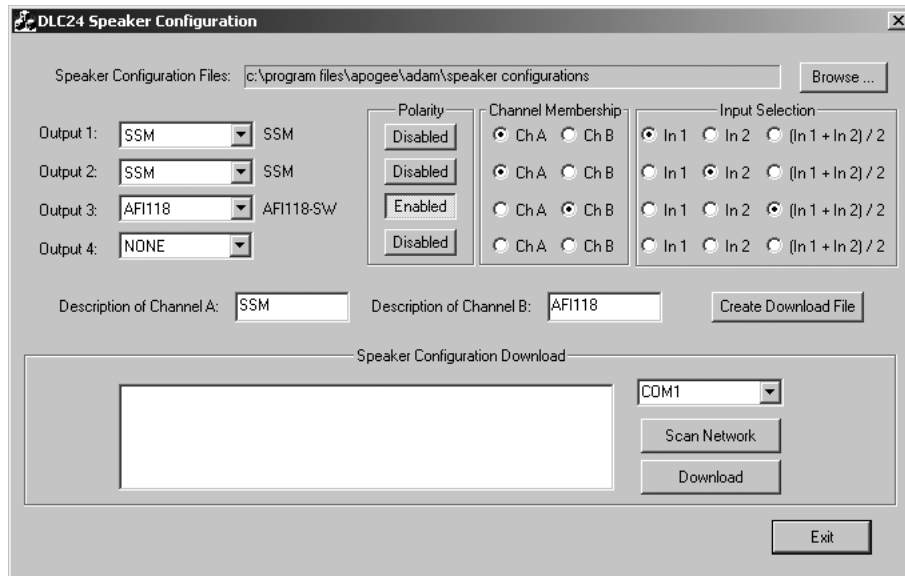 DLC24 Speaker Configuration
Speaker Configuration Files: c:\program files\apogee\adam\speaker configurations Browse ...
Polarity Channel Membership Input Selection
Output 1: SSM SSM Disabled Ch A Ch B In 1 In 2 (In 1 + In 2) / 2
Output 2: SSM SSM Disabled Ch A Ch B In 1 In 2 (In 1 + In 2) / 2
Output 3: AFI118 AFI118-SW Enabled Ch A Ch B In 1 In 2 (In 1 + In 2) / 2
Output 4: NONE Disabled Ch A Ch B In 1 In 2 (In 1 + In 2) / 2
Description of Channel A: SSM Description of Channel B: AFI118 Create Download File
Speaker Configuration Download
COM1
Scan Network
Download
Exit